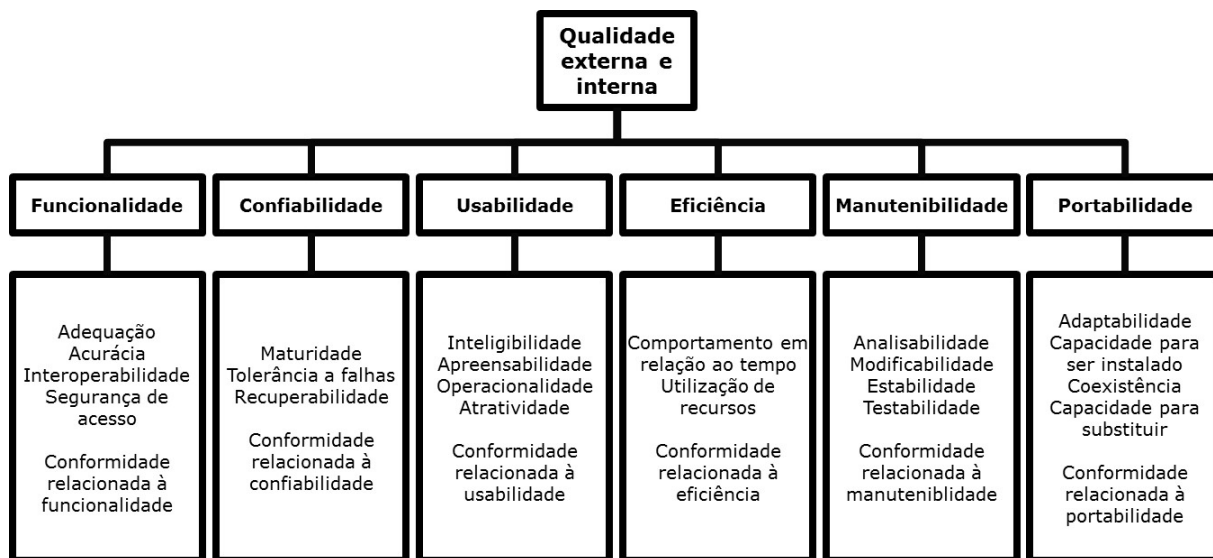 Qualidade
externa e
interna
Funcionalidade
Confiabilidade
Usabilidade
Eficiência
Manutenibilidade
Portabilidade
Adequação
Acurácia
Interoperabilidade
Segurança de
acesso
Conformidade
relacionada à
funcionalidade
Maturidade
Tolerância a falhas
Recuperabilidade
Conformidade
relacionada à
confiabilidade
Inteligibilidade
Apreensabilidade
Operacionalidade
Atratividade
Conformidade
relacionada à
usabilidade
Comportamento em
relação ao tempo
Utilização de
recursos
Conformidade
relacionada à
eficiência
Analisabilidade
Modificabilidade
Estabilidade
Testabilidade
Conformidade
relacionada à
manuteniblidade
Adaptabilidade
Capacidade para
ser instalado
Coexistência
Capacidade para
substituir
Conformidade
relacionada à
portabilidade